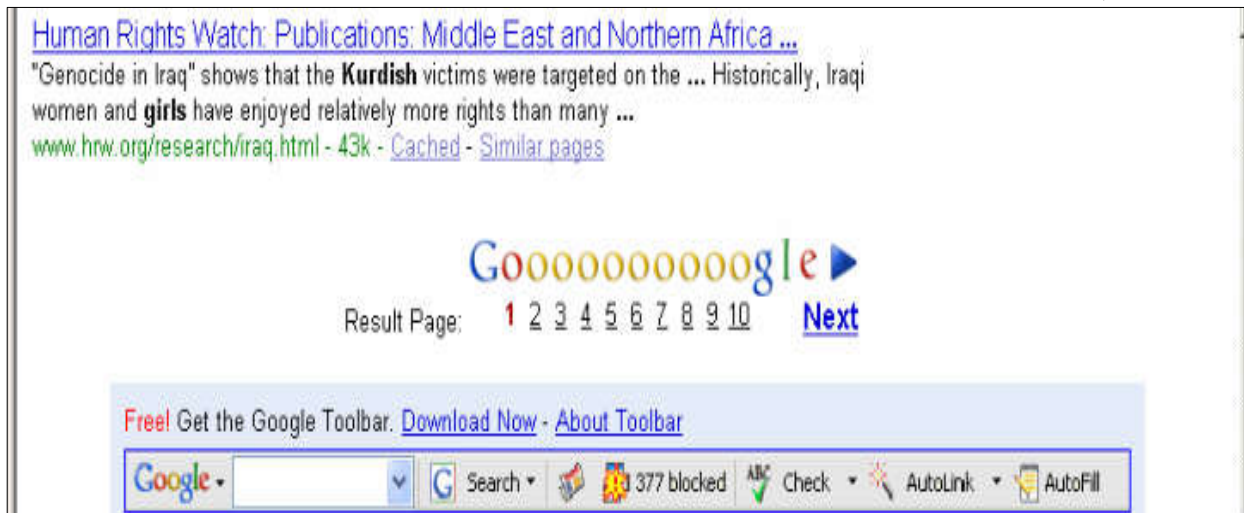 Human Rights Watch: Publications: Middle East and Northern Africa ...
"Genocide in Iraq" shows that the Kurdish victims were targeted on the ... Historically, Iraqi
women and girls have enjoyed relatively more rights than many ...
www.hrw.org/research/iraq.html - 43k - Cached - Similar pages
Goooooooooogle
Result Page: 1 2 3 4 5 6 7 8 9 10 Next
Free! Get the Google Toolbar. Download Now - About Toolbar
Google G Search 377 blocked ABC Check AutoLink AutoFill